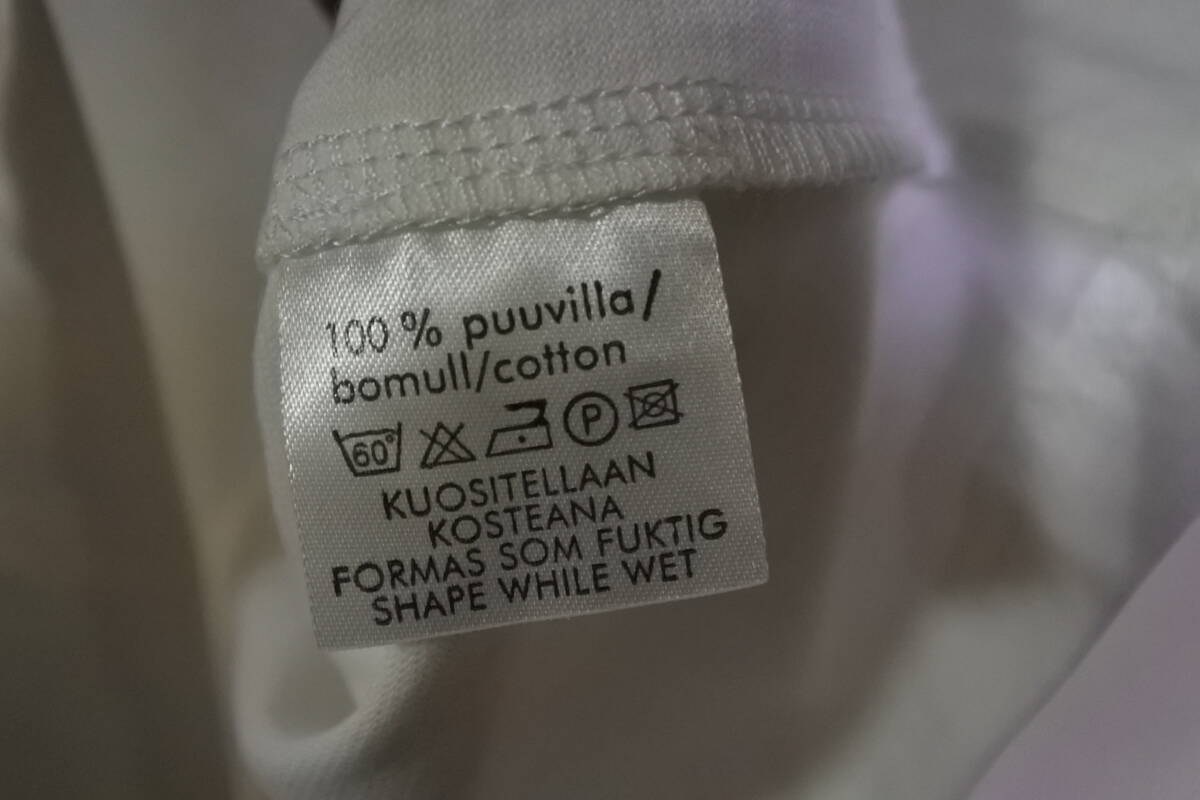 100 % puuvilla/
bomull/cotton
60° P
KUOSITELLAAN
KOSTEANA
FORMAS SOM FUKTIG
SHAPE WHILE WET